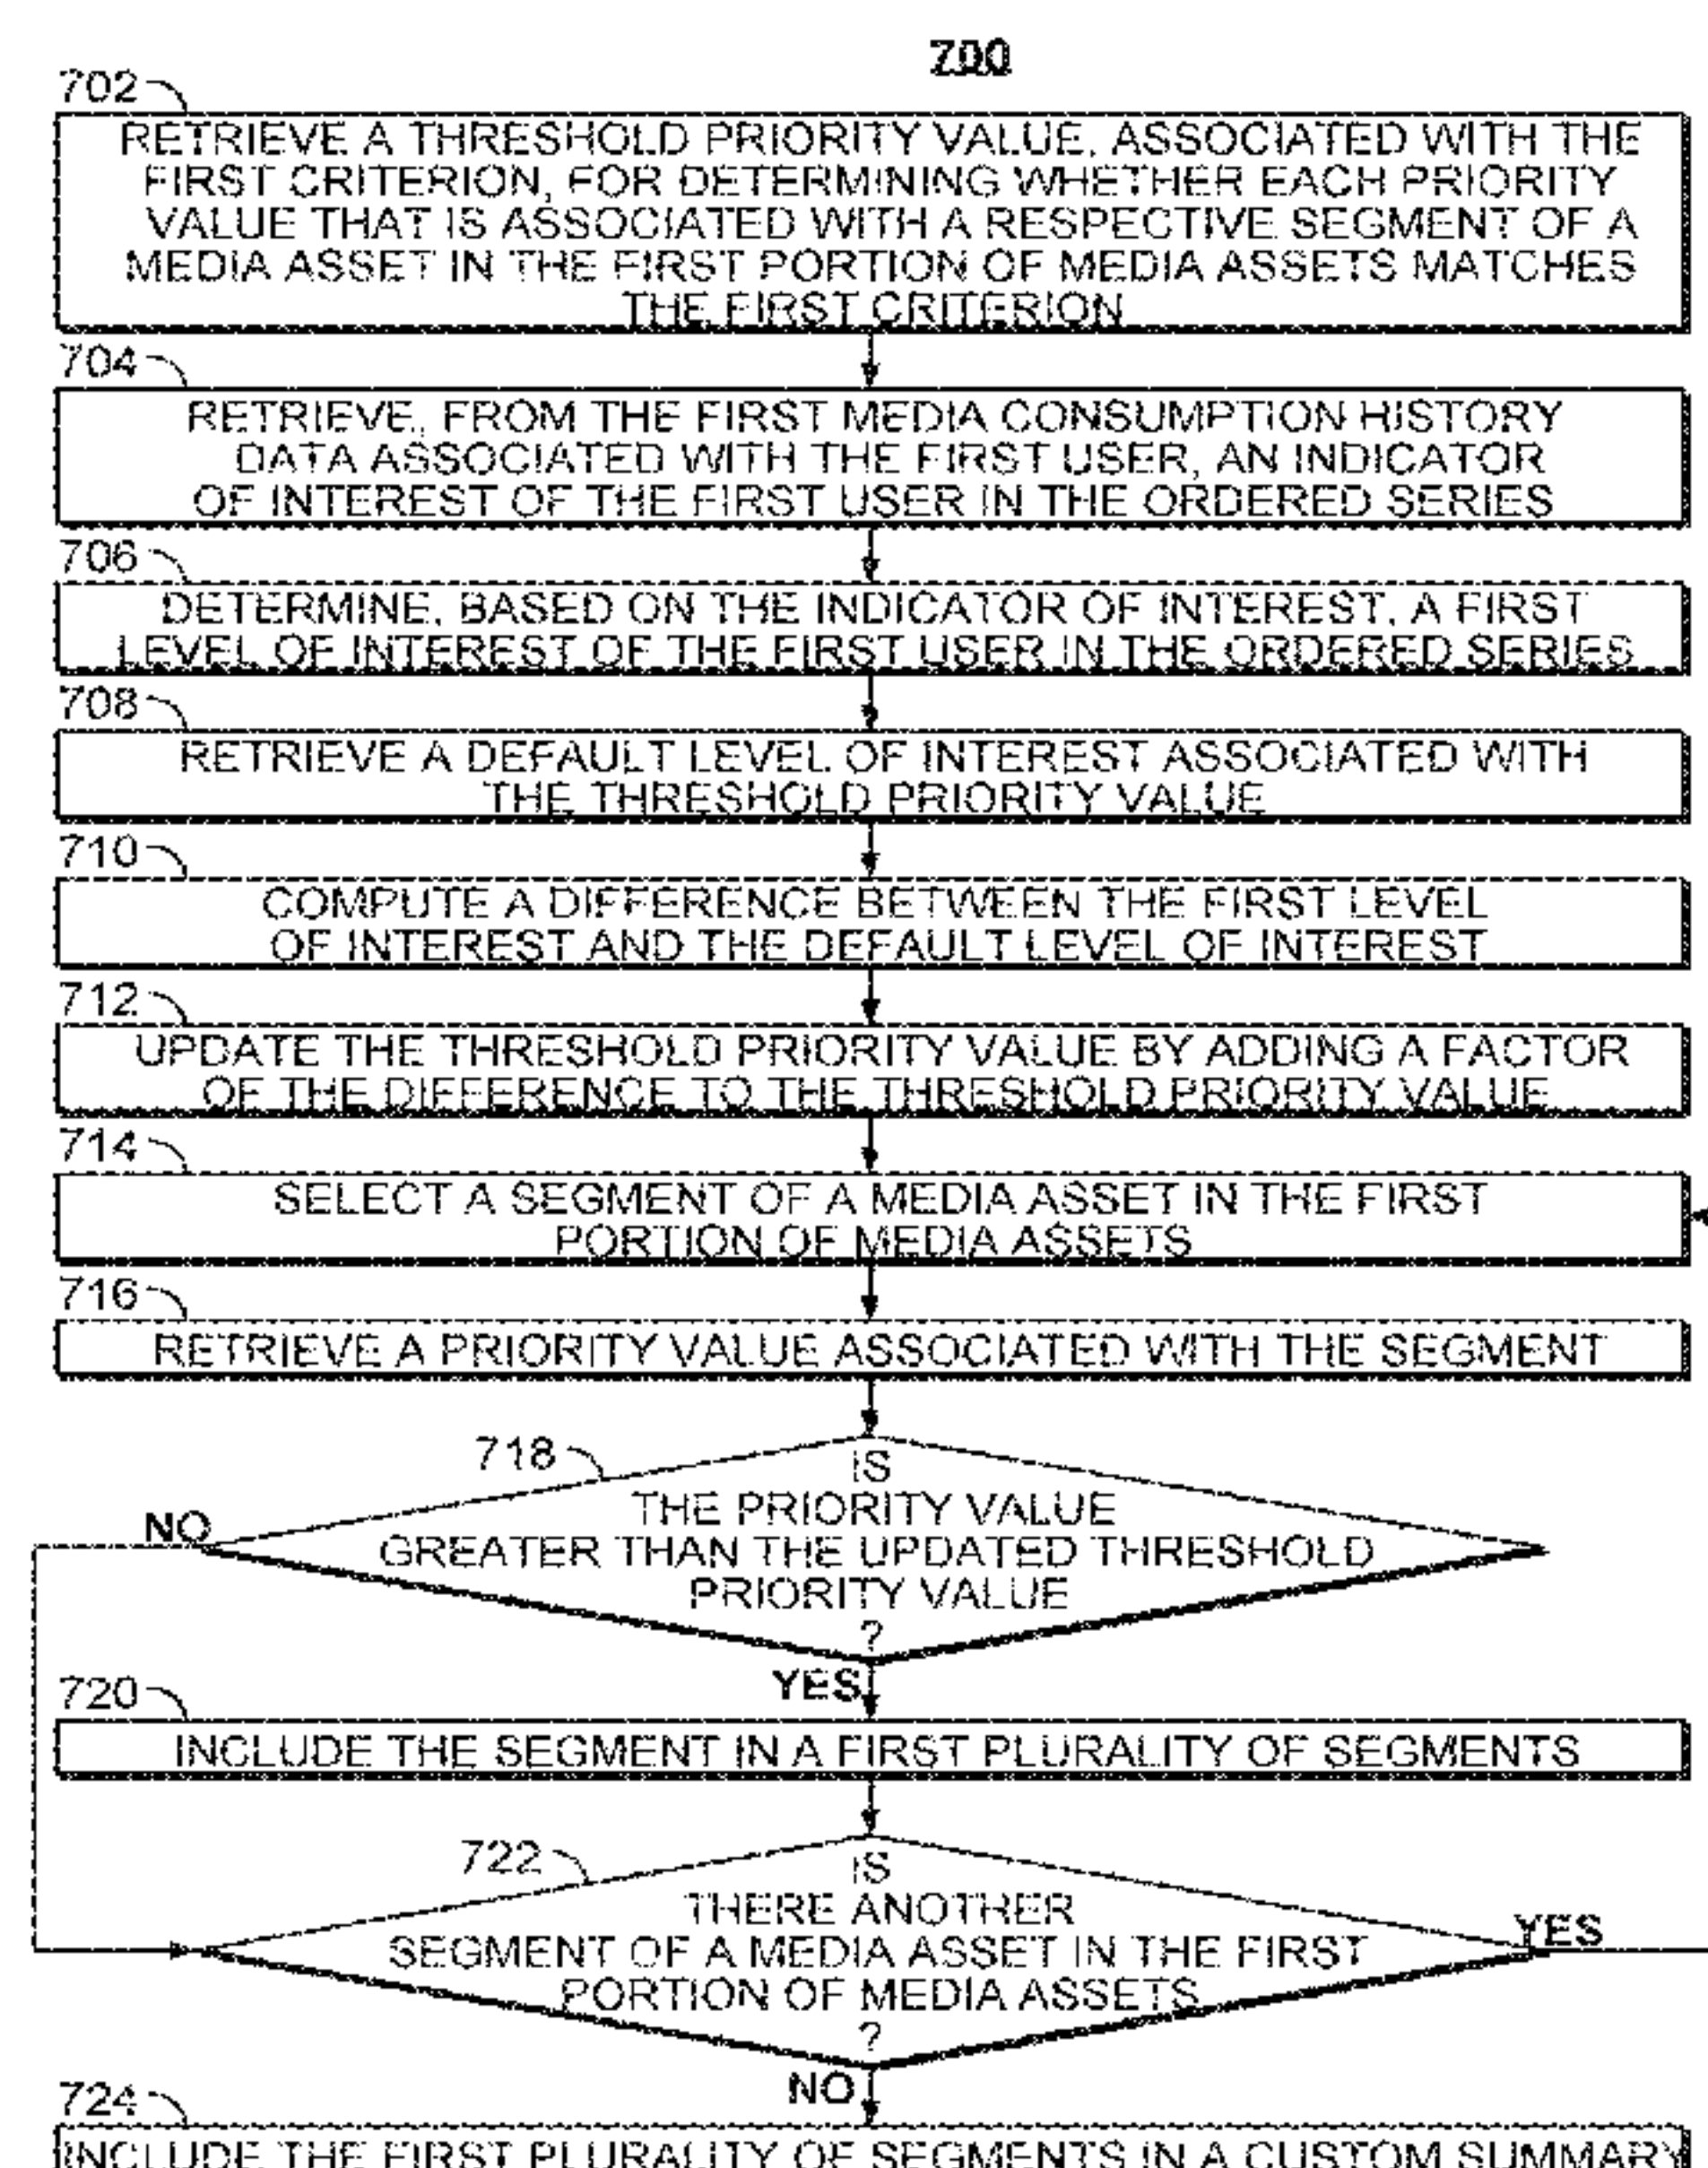 700
702
RETRIEVE A THRESHOLD PRIORITY VALUE, ASSOCIATED WITH THE
FIRST CRITERION, FOR DETERMINING WHETHER EACH PRIORITY
VALUE THAT IS ASSOCIATED WITH A RESPECTIVE SEGMENT OF A
MEDIA ASSET IN THE FIRST PORTION OF MEDIA ASSETS MATCHES
THE FIRST CRITERION
704
RETRIEVE, FROM THE FIRST MEDIA CONSUMPTION HISTORY
DATA ASSOCIATED WITH THE FIRST USER, AN INDICATOR
OF INTEREST OF THE FIRST USER IN THE ORDERED SERIES
706
DETERMINE, BASED ON THE INDICATOR OF INTEREST, A FIRST
LEVEL OF INTEREST OF THE FIRST USER IN THE ORDERED SERIES
708
RETRIEVE A DEFAULT LEVEL OF INTEREST ASSOCIATED WITH
THE THRESHOLD PRIORITY VALUE
710
COMPUTE A DIFFERENCE BETWEEN THE FIRST LEVEL
OF INTEREST AND THE DEFAULT LEVEL OF INTEREST
712
UPDATE THE THRESHOLD PRIORITY VALUE BY ADDING A FACTOR
OF THE DIFFERENCE TO THE THRESHOLD PRIORITY VALUE
714
SELECT A SEGMENT OF A MEDIA ASSET IN THE FIRST
PORTION OF MEDIA ASSETS
716
RETRIEVE A PRIORITY VALUE ASSOCIATED WITH THE SEGMENT
718
IS
THE PRIORITY VALUE
GREATER THAN THE UPDATED THRESHOLD
PRIORITY VALUE
?
NO
YES
720
INCLUDE THE SEGMENT IN A FIRST PLURALITY OF SEGMENTS
722
IS
THERE ANOTHER
SEGMENT OF A MEDIA ASSET IN THE FIRST
PORTION OF MEDIA ASSETS
?
YES
NO
724
INCLUDE THE FIRST PLURALITY OF SEGMENTS IN A CUSTOM SUMMARY